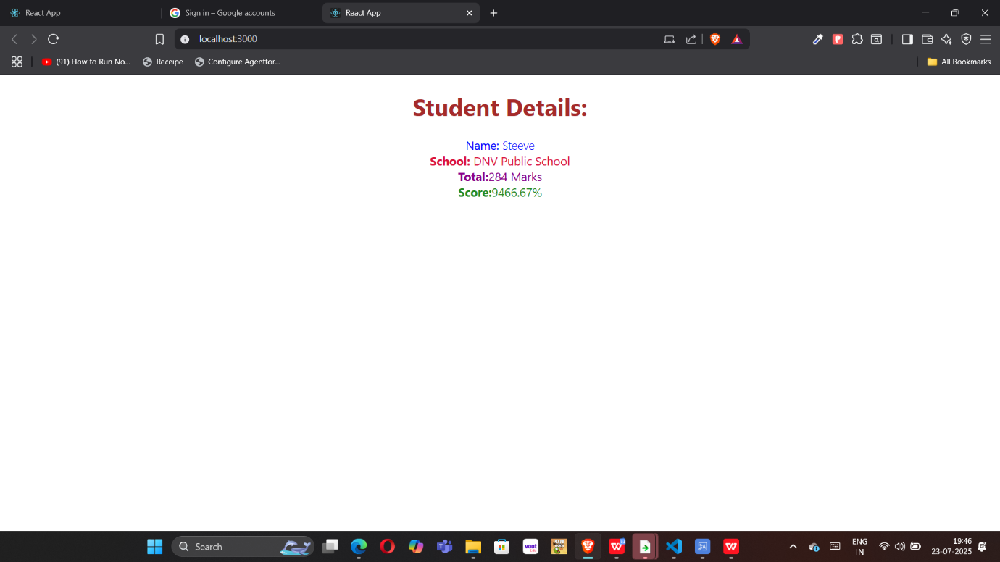 React App
Sign in – Google accounts
React App
localhost:3000
(91) How to Run No...
Receipe
Configure Agentfor...
All Bookmarks
Student Details:
Name: Steeve
School: DNV Public School
Total:284 Marks
Score:9466.67%
Search
voot
ENG
IN
19:46
23-07-2025